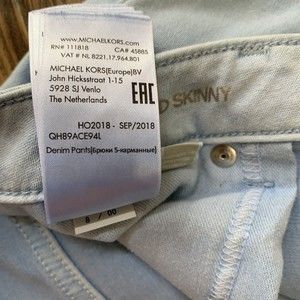 www.MICHAELKORS.com
RN# 111818 CA# 45885
VAT # NL 8221.17.964.B01
MICHAEL KORS(Europe)BV
John Hicksstraat 1-15
5928 SJ Venlo
The Netherlands
EAC
HO2018 - SEP/2018
QH89ACE94L
Denim Pants(Брюки 5-карманные)
SKINNY
8 / 00